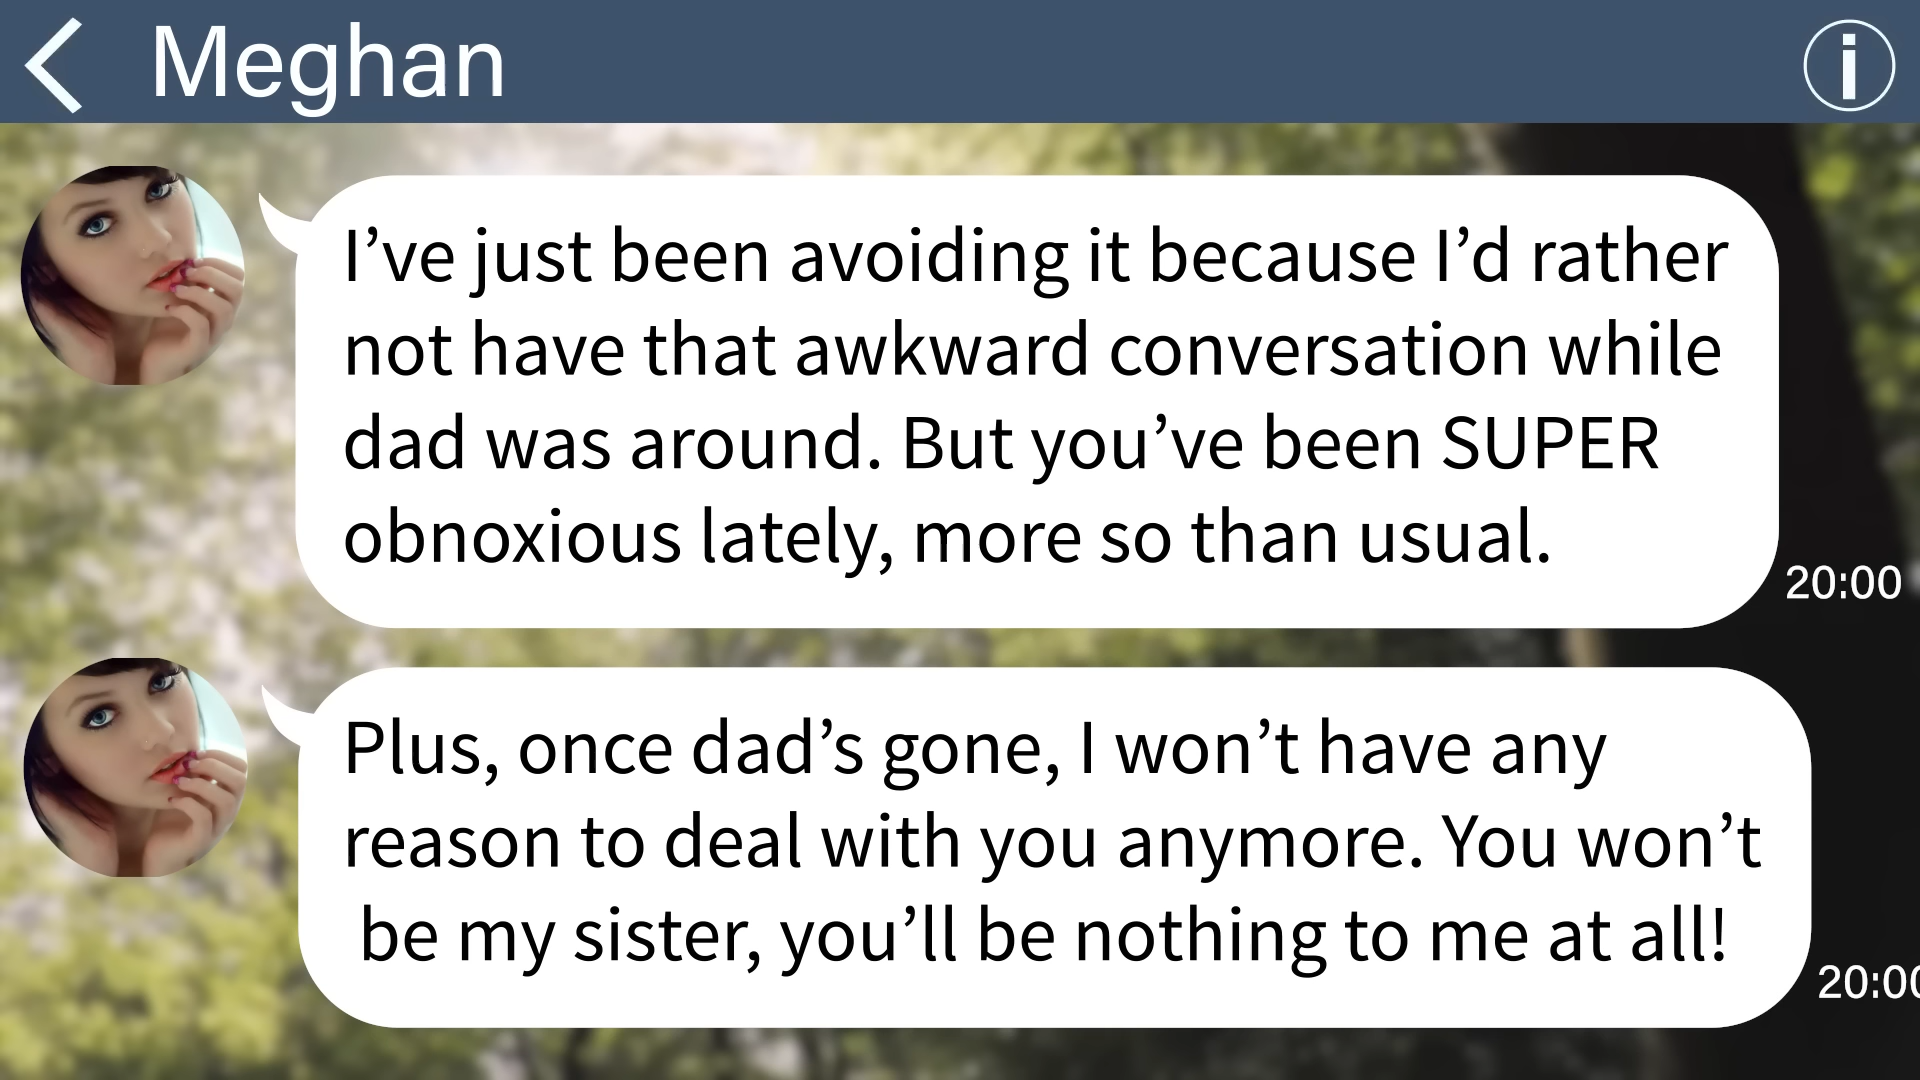 Meghan
I’ve just been avoiding it because I’d rather
not have that awkward conversation while
dad was around. But you’ve been SUPER
obnoxious lately, more so than usual.
20:00
Plus, once dad’s gone, I won’t have any
reason to deal with you anymore. You won’t
be my sister, you’ll be nothing to me at all!
20:00